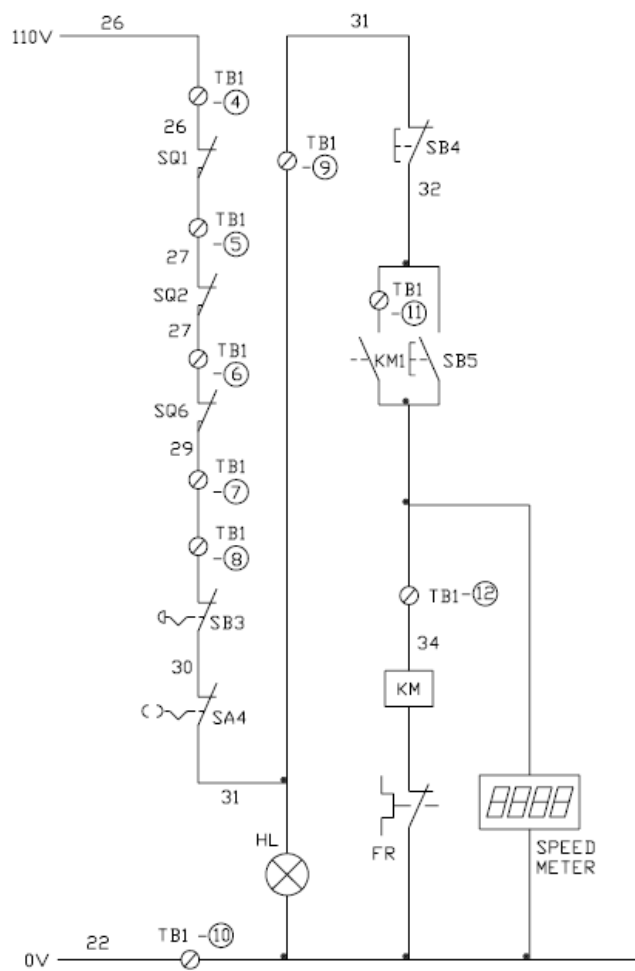 26
31
110V
TB1
-④
26
SQ1
TB1
-⑨
SB4
32
TB1
-⑤
27
SQ2
TB1
-⑪
27
TB1
-⑥
KM1
SB5
SQ6
29
TB1
-⑦
TB1
-⑧
TB1-⑫
SB3
34
30
KM
SA4
31
8888
HL
FR
SPEED
METER
22
TB1 -⑩
0V